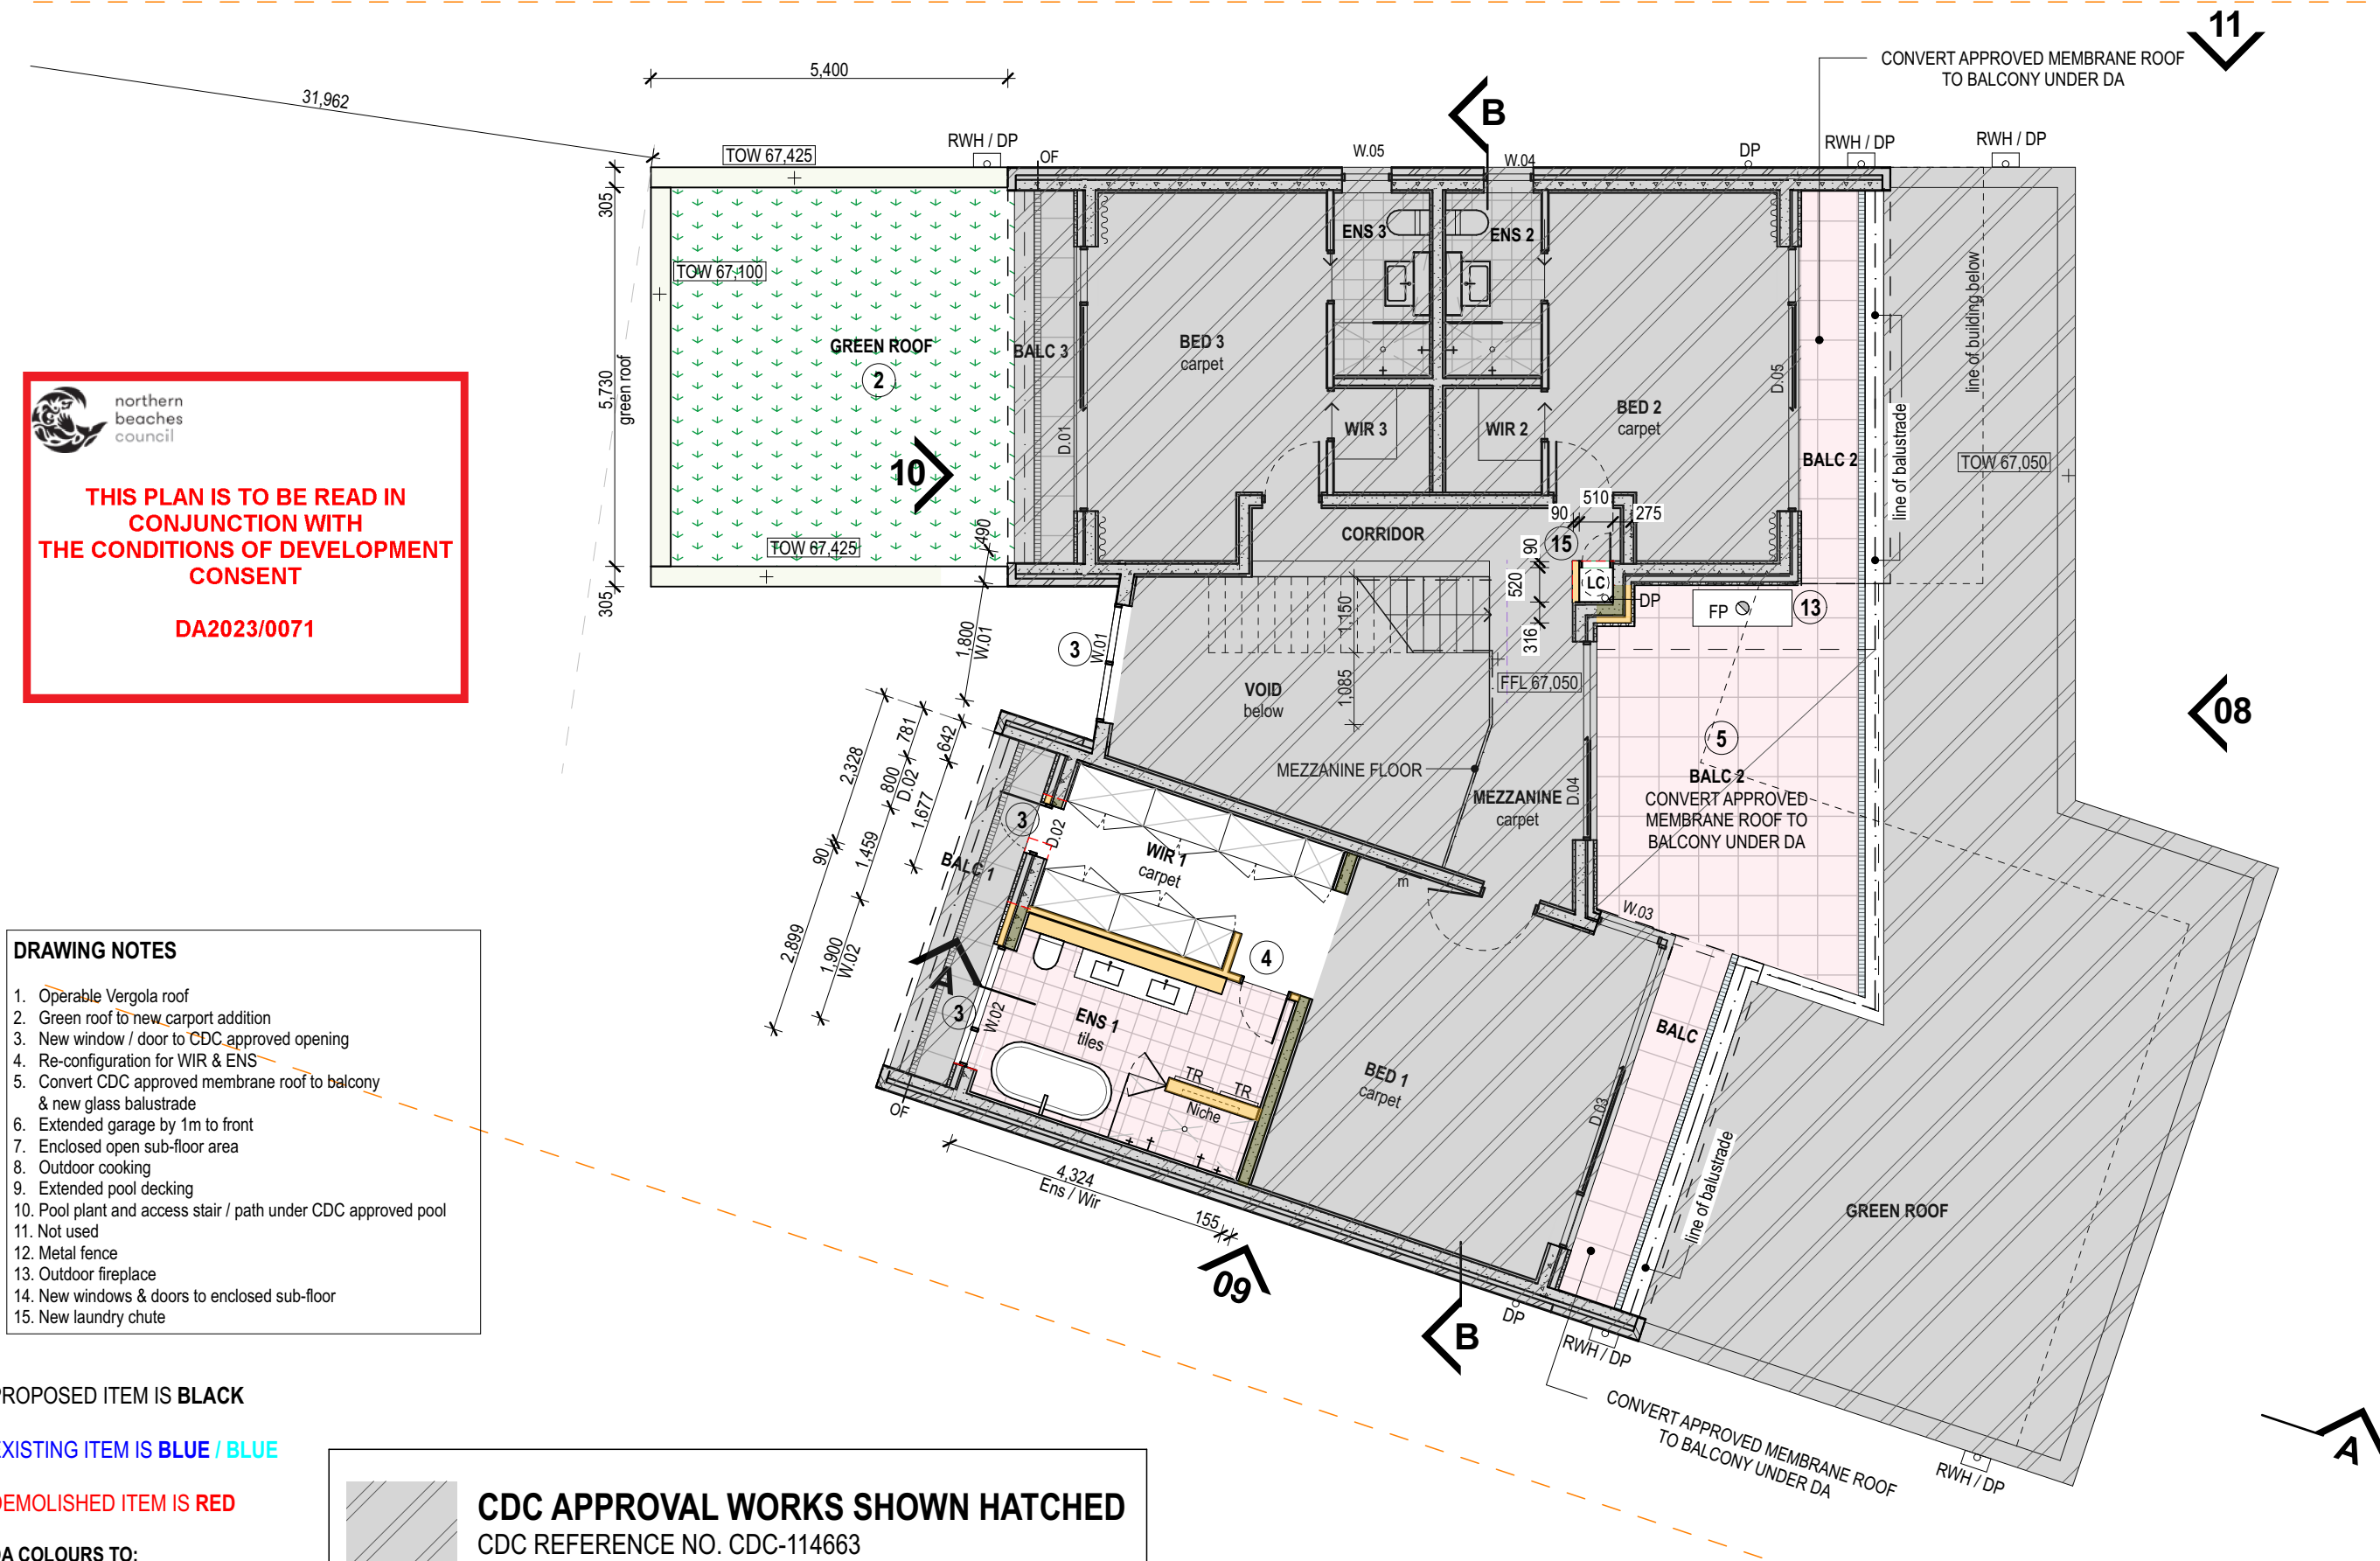 11
CONVERT APPROVED MEMBRANE ROOF
TO BALCONY UNDER DA
5,400
31,962
B
RWH / DP
OF
W.05
W.04
DP
RWH / DP
RWH / DP
TOW 67,425
305
TOW 67,100
5,730
green roof
GREEN ROOF
2
10
TOW 67,425
305
BALC 3
D.01
BED 3
carpet
ENS 3
ENS 2
WIR 3
WIR 2
BED 2
carpet
D.05
BALC 2
line of balustrade
line of building below
TOW 67,050
northern
beaches
council
THIS PLAN IS TO BE READ IN
CONJUNCTION WITH
THE CONDITIONS OF DEVELOPMENT
CONSENT
DA2023/0071
CORRIDOR
510
90
275
15
90
520
316
LC
DP
FP
13
490
1,800
W.01
3
W.01
1,150
1,085
VOID
below
FFL 67,050
MEZZANINE FLOOR
MEZZANINE
carpet
D.04
5
BALC 2
CONVERT APPROVED
MEMBRANE ROOF TO
BALCONY UNDER DA
08
2,328
781
642
800
D.02
1,677
90
1,459
2,899
1,900
W.02
3
D.02
BALC 1
WIR 1
carpet
m
W.03
4
A
3
W.02
ENS 1
tiles
TR
TR
Niche
OF
BED 1
carpet
D.03
BALC
line of balustrade
GREEN ROOF
4,324
Ens / Wir
155
09
B
DP
RWH / DP
CONVERT APPROVED MEMBRANE ROOF
TO BALCONY UNDER DA
RWH / DP
A
DRAWING NOTES
1. Operable Vergola roof
2. Green roof to new carport addition
3. New window / door to CDC approved opening
4. Re-configuration for WIR & ENS
5. Convert CDC approved membrane roof to balcony
& new glass balustrade
6. Extended garage by 1m to front
7. Enclosed open sub-floor area
8. Outdoor cooking
9. Extended pool decking
10. Pool plant and access stair / path under CDC approved pool
11. Not used
12. Metal fence
13. Outdoor fireplace
14. New windows & doors to enclosed sub-floor
15. New laundry chute
PROPOSED ITEM IS BLACK
EXISTING ITEM IS BLUE / BLUE
DEMOLISHED ITEM IS RED
DA COLOURS TO:
CDC APPROVAL WORKS SHOWN HATCHED
CDC REFERENCE NO. CDC-114663